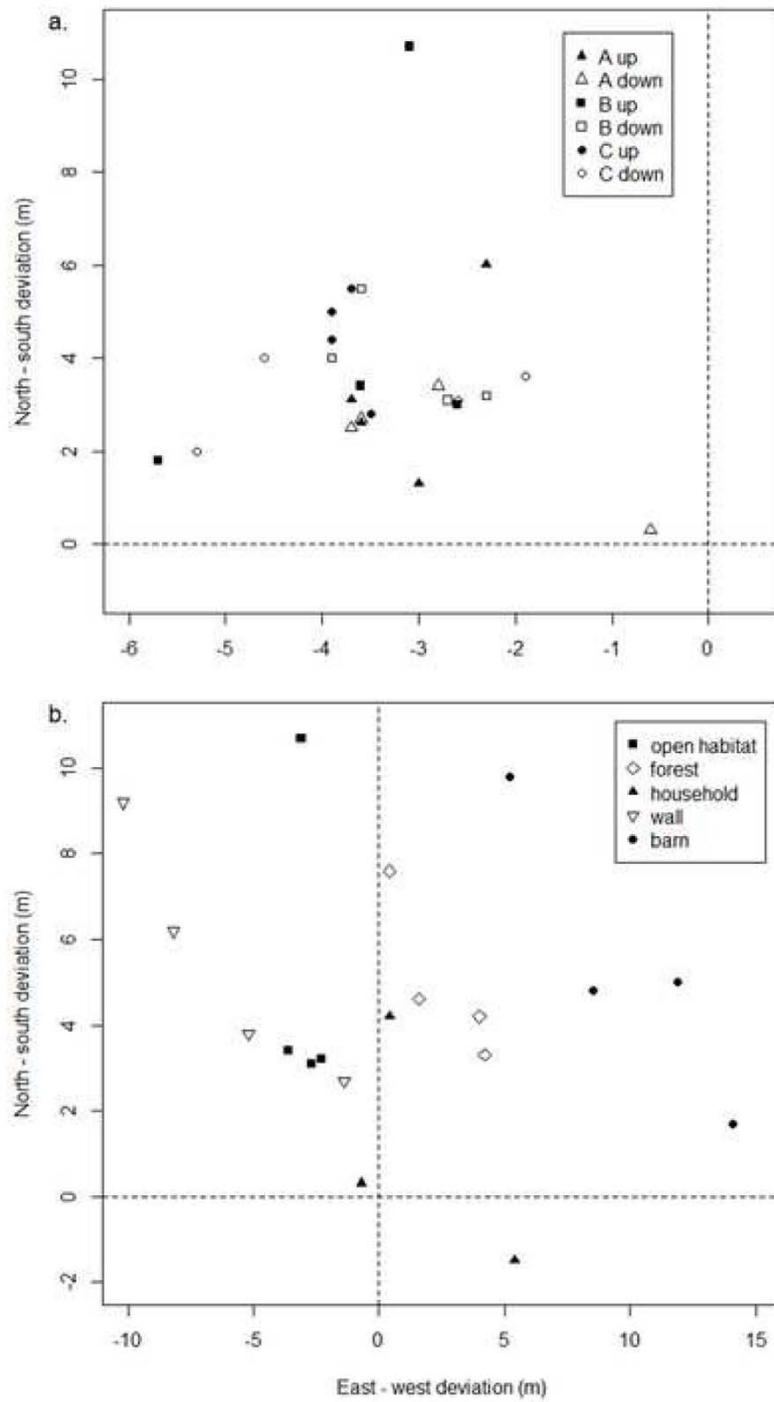 a.
A up
A down
B up
B down
C up
C down
North - south deviation (m)
10
8
6
4
2
0
-6 -5 -4 -3 -2 -1 0
b.
open habitat
forest
household
wall
barn
North - south deviation (m)
10
8
6
4
2
0
-2
-10 -5 0 5 10 15
East - west deviation (m)